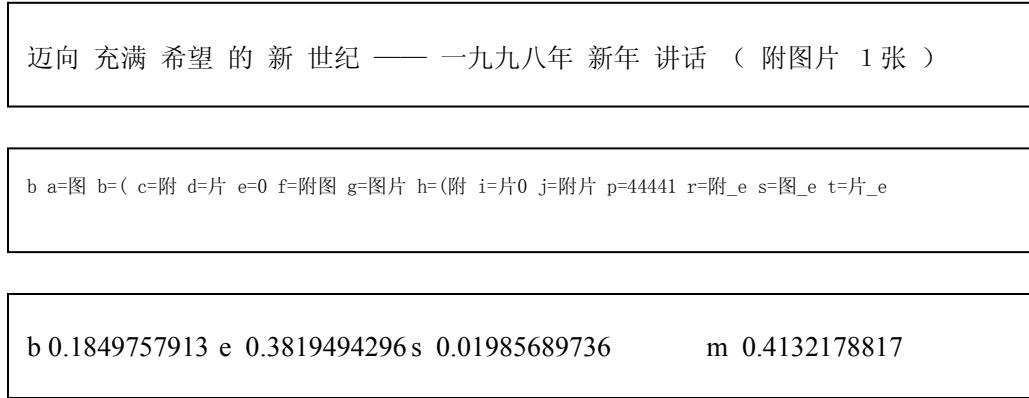 迈向 充满 希望 的 新 世纪 —— 一九九八年 新年 讲话 （ 附图片 １张 ）
b a=图 b=( c=附 d=片 e=0 f=附图 g=图片 h=(附 i=片0 j=附片 p=44441 r=附_e s=图_e t=片_e
b 0.1849757913 e 0.3819494296 s 0.01985689736 m 0.4132178817